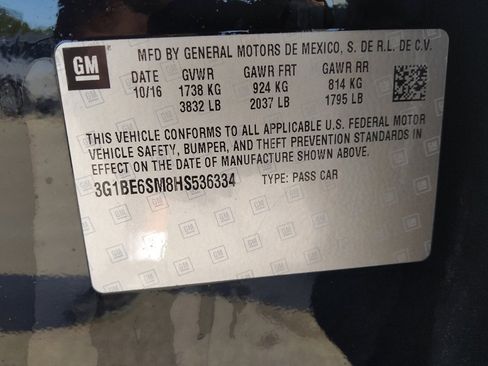 GM
MFD BY GENERAL MOTORS DE MEXICO, S. DE R.L. DE C.V.
DATE GVWR GAWR FRT GAWR RR
10/16 1738 KG 924 KG 814 KG
3832 LB 2037 LB 1795 LB
THIS VEHICLE CONFORMS TO ALL APPLICABLE U.S. FEDERAL MOTOR
VEHICLE SAFETY, BUMPER, AND THEFT PREVENTION STANDARDS IN
EFFECT ON THE DATE OF MANUFACTURE SHOWN ABOVE.
3G1BE6SM8HS536334 TYPE: PASS CAR